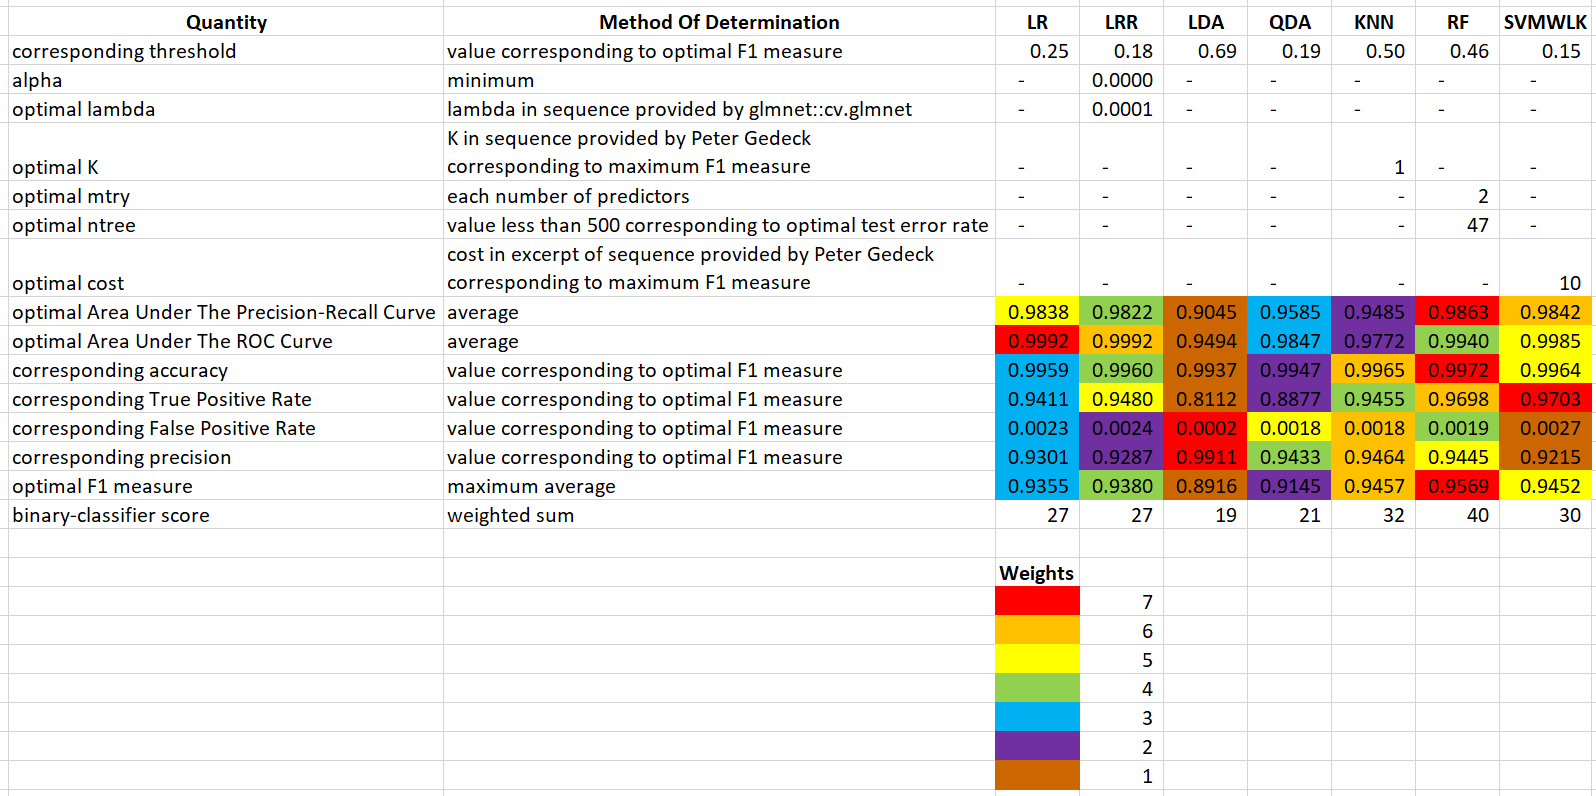 Quantity Method Of Determination LR LRR LDA QDA KNN RF SVMWLK
corresponding threshold value corresponding to optimal F1 measure 0.25 0.18 0.69 0.19 0.50 0.46 0.15
alpha minimum - 0.0000 - - - - -
optimal lambda lambda in sequence provided by glmnet::cv.glmnet - 0.0001 - - - - -
K in sequence provided by Peter Gedeck
optimal K corresponding to maximum F1 measure - - - - 1 - -
optimal mtry each number of predictors - - - - - 2 -
optimal ntree value less than 500 corresponding to optimal test error rate - - - - - 47 -
cost in excerpt of sequence provided by Peter Gedeck
optimal cost corresponding to maximum F1 measure - - - - - - 10
optimal Area Under The Precision-Recall Curve average 0.9838 0.9822 0.9045 0.9585 0.9485 0.9863 0.9842
optimal Area Under The ROC Curve average 0.9992 0.9992 0.9494 0.9847 0.9772 0.9940 0.9985
corresponding accuracy value corresponding to optimal F1 measure 0.9959 0.9960 0.9937 0.9947 0.9965 0.9972 0.9964
corresponding True Positive Rate value corresponding to optimal F1 measure 0.9411 0.9480 0.8112 0.8877 0.9455 0.9698 0.9703
corresponding False Positive Rate value corresponding to optimal F1 measure 0.0023 0.0024 0.0002 0.0018 0.0018 0.0019 0.0027
corresponding precision value corresponding to optimal F1 measure 0.9301 0.9287 0.9911 0.9433 0.9464 0.9445 0.9215
optimal F1 measure maximum average 0.9355 0.9380 0.8916 0.9145 0.9457 0.9569 0.9452
binary-classifier score weighted sum 27 27 19 21 32 40 30
Weights
7
6
5
4
3
2
1